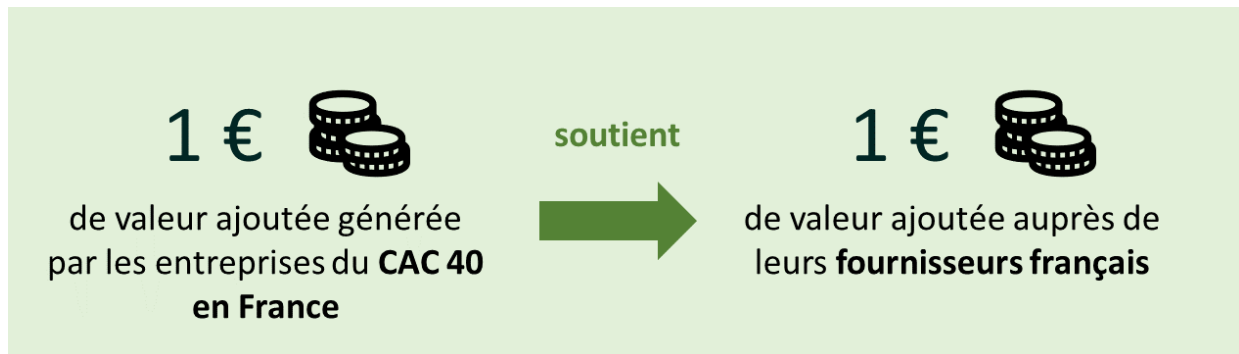 1 €
de valeur ajoutée générée
par les entreprises du CAC 40
en France
soutient
1 €
de valeur ajoutée auprès de
leurs fournisseurs français